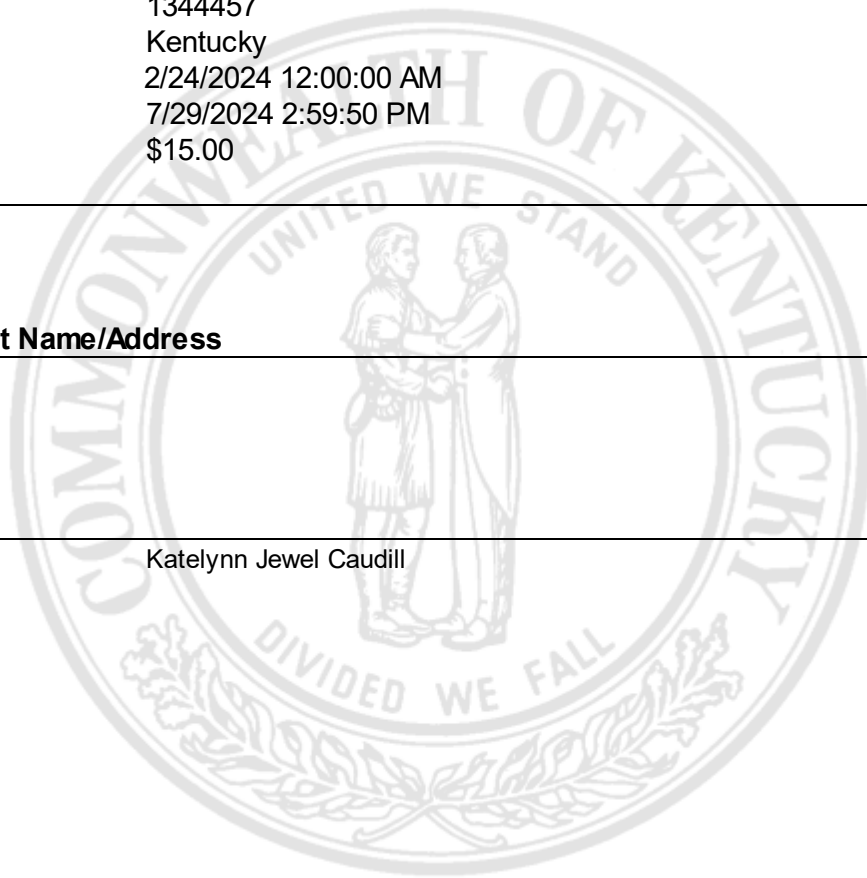 1344457
Kentucky
2/24/2024 12:00:00 AM
7/29/2024 2:59:50 PM
$15.00
t Name/Address
Katelynn Jewel Caudill
COMMONWEALTH OF KENTUCKY
UNITED WE STAND
DIVIDED WE FALL